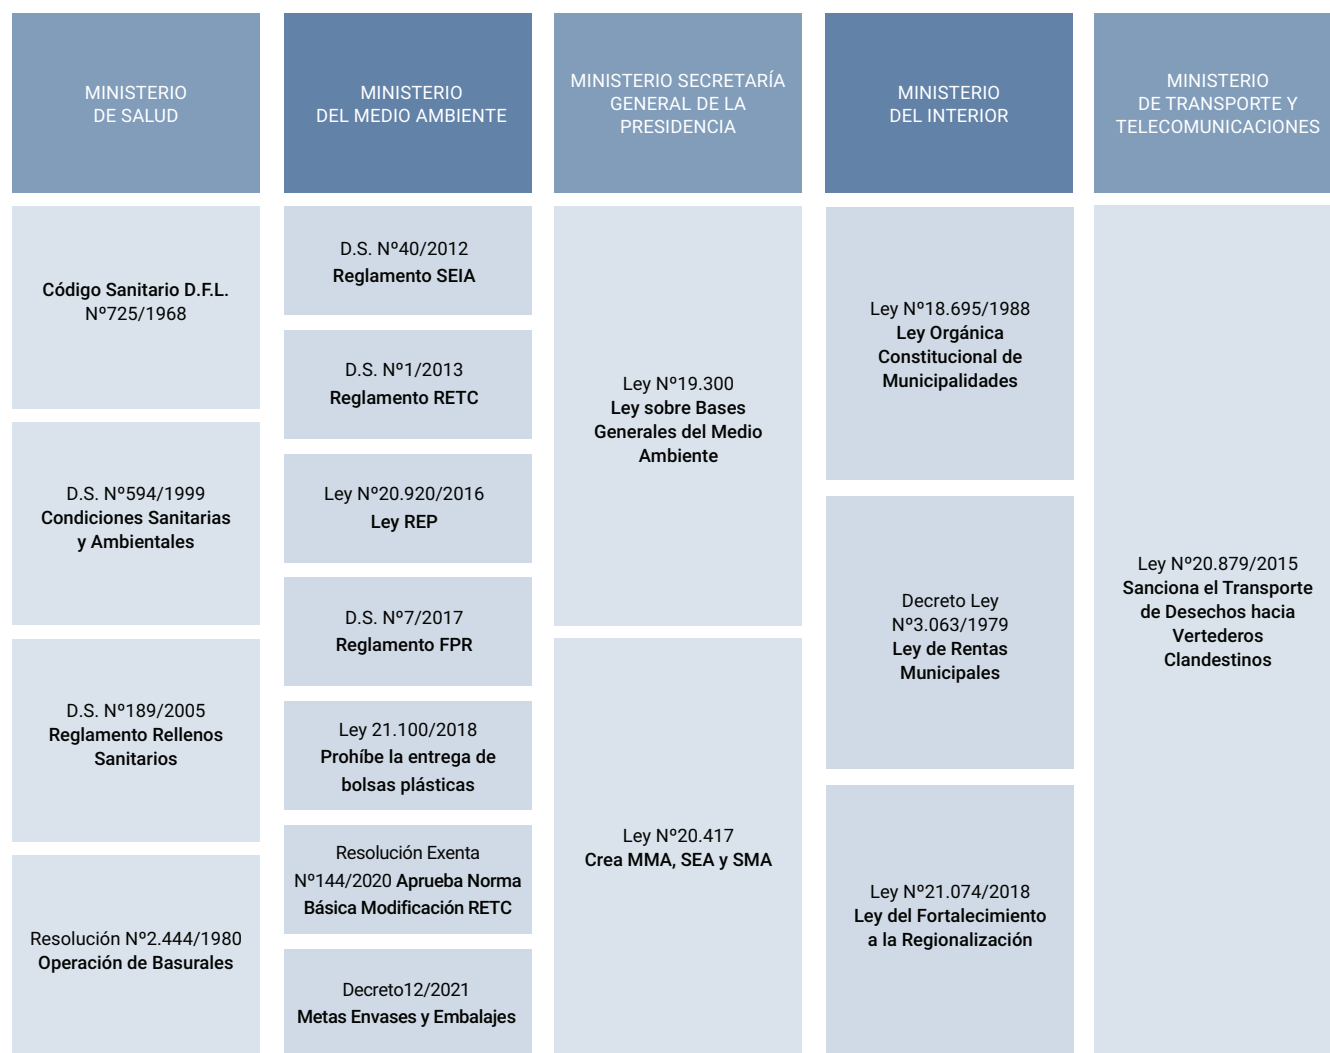 MINISTERIO
DE SALUD
Código Sanitario D.F.L.
Nº725/1968
D.S. Nº594/1999
Condiciones Sanitarias
y Ambientales
D.S. Nº189/2005
Reglamento Rellenos
Sanitarios
Resolución Nº2.444/1980
Operación de Basurales
MINISTERIO
DEL MEDIO AMBIENTE
D.S. Nº40/2012
Reglamento SEIA
D.S. Nº1/2013
Reglamento RETC
Ley Nº20.920/2016
Ley REP
D.S. Nº7/2017
Reglamento FPR
Ley 21.100/2018
Prohíbe la entrega de
bolsas plásticas
Resolución Exenta
Nº144/2020 Aprueba Norma
Básica Modificación RETC
Decreto12/2021
Metas Envases y Embalajes
MINISTERIO SECRETARÍA
GENERAL DE LA
PRESIDENCIA
Ley Nº19.300
Ley sobre Bases
Generales del Medio
Ambiente
Ley Nº20.417
Crea MMA, SEA y SMA
MINISTERIO
DEL INTERIOR
Ley Nº18.695/1988
Ley Orgánica
Constitucional de
Municipalidades
Decreto Ley
Nº3.063/1979
Ley de Rentas
Municipales
Ley Nº21.074/2018
Ley del Fortalecimiento
a la Regionalización
MINISTERIO
DE TRANSPORTE Y
TELECOMUNICACIONES
Ley Nº20.879/2015
Sanciona el Transporte
de Desechos hacia
Vertederos
Clandestinos